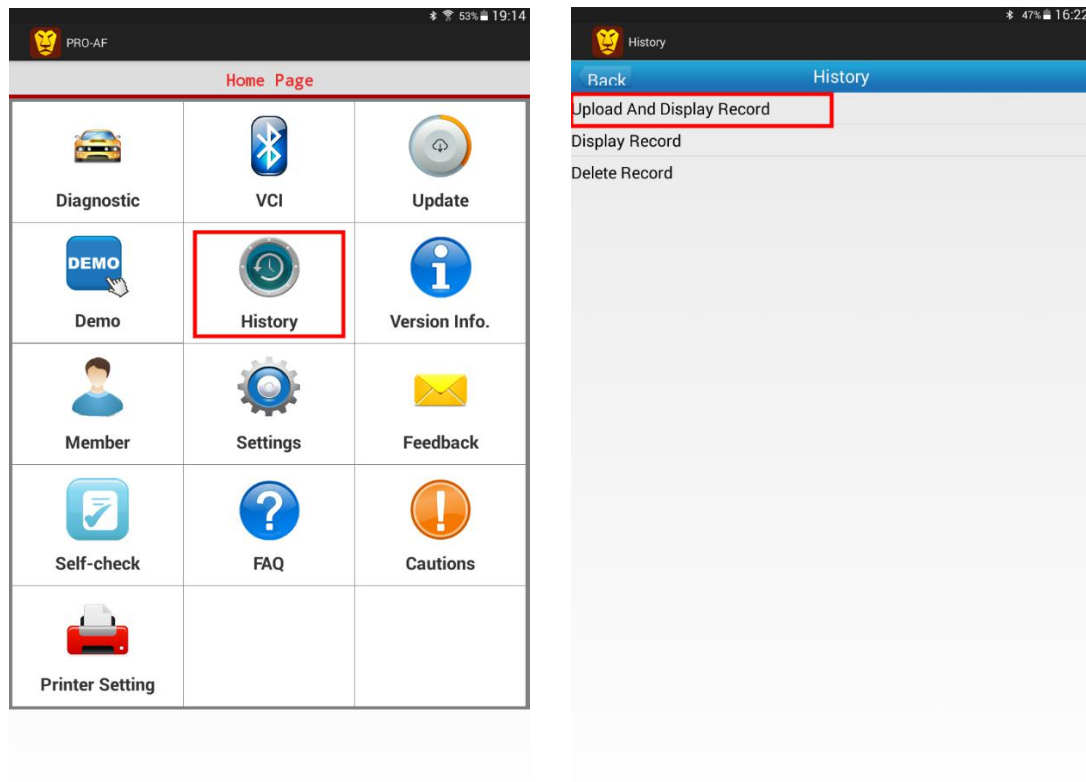 53% 19:14
PRO-AF
Home Page
Diagnostic
VCI
Update
DEMO
Demo
History
Version Info.
Member
Settings
Feedback
Self-check
FAQ
Cautions
Printer Setting
47% 16:22
History
Back
History
Upload And Display Record
Display Record
Delete Record